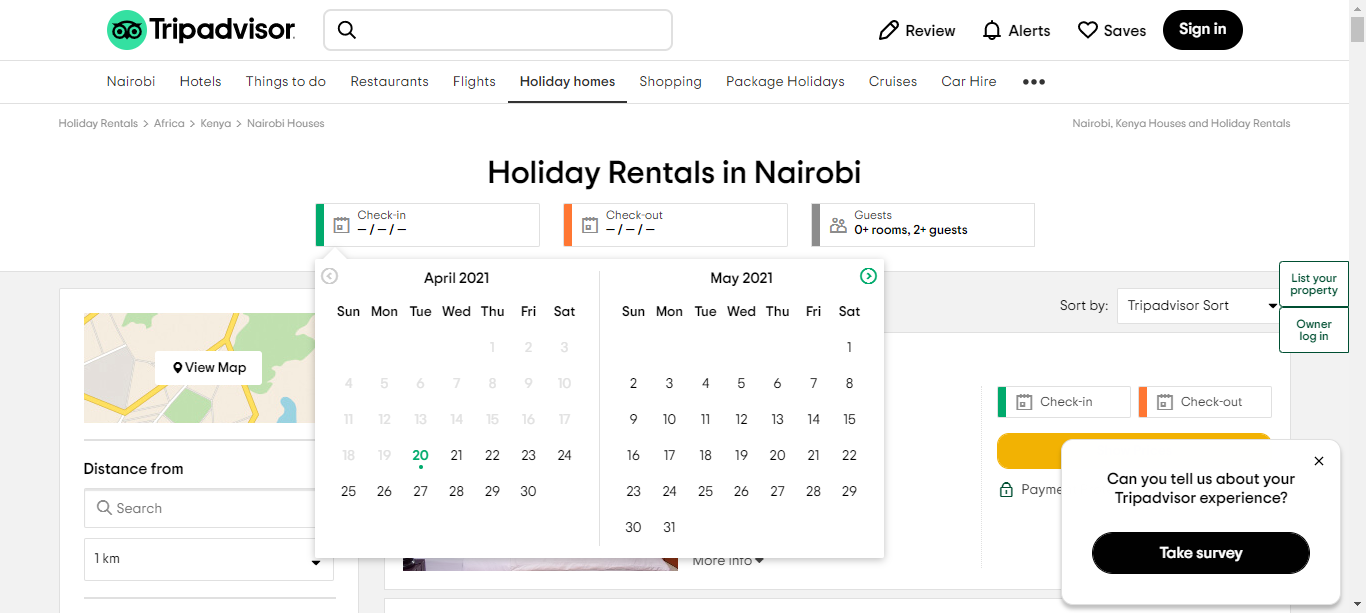 Tripadvisor
Review
Alerts
Saves
Sign in
Nairobi
Hotels
Things to do
Restaurants
Flights
Holiday homes
Shopping
Package Holidays
Cruises
Car Hire
Holiday Rentals > Africa > Kenya > Nairobi Houses
Nairobi, Kenya Houses and Holiday Rentals
Holiday Rentals in Nairobi
Check-in
– / – / –
Check-out
– / – / –
Guests
0+ rooms, 2+ guests
April 2021
Sun Mon Tue Wed Thu Fri Sat
1 2 3
4 5 6 7 8 9 10
11 12 13 14 15 16 17
18 19 20 21 22 23 24
25 26 27 28 29 30
May 2021
Sun Mon Tue Wed Thu Fri Sat
1
2 3 4 5 6 7 8
9 10 11 12 13 14 15
16 17 18 19 20 21 22
23 24 25 26 27 28 29
30 31
List your
property
Owner
log in
Sort by:
Tripadvisor Sort
View Map
Distance from
Search
1 km
More Info
Check-in
Check-out
Payme
Can you tell us about your
Tripadvisor experience?
Take survey